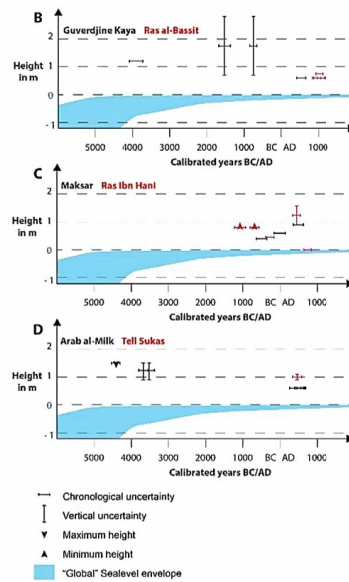 B
Guverdjine Kaya Ras al-Bassit
2
Height 1
in m
0
-1
5000 4000 3000 2000 1000 BC AD 1000
Calibrated years BC/AD
C
Maksar Ras Ibn Hani
2
Height 1
in m
0
-1
5000 4000 3000 2000 1000 BC AD 1000
Calibrated years BC/AD
D
Arab al-Milk Tell Sukas
2
Height 1
in m
0
-1
5000 4000 3000 2000 1000 BC AD 1000
Calibrated years BC/AD
Chronological uncertainty
Vertical uncertainty
Maximum height
Minimum height
"Global" Sealevel envelope